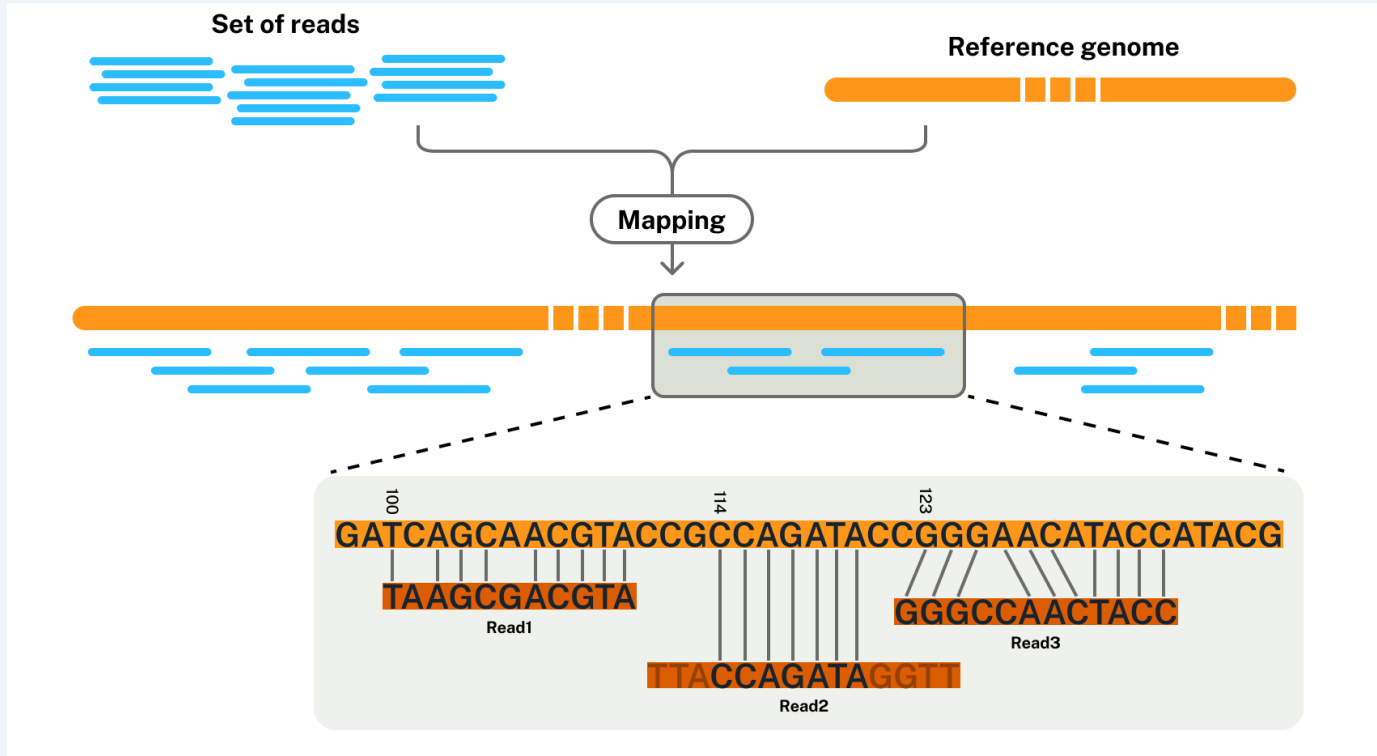 Set of reads
Reference genome
Mapping
100
114
123
GATCAGCAACGTACCGCCAGATACCGGGAACATACCATACG
TAAGCGACGTA
Read1
GGGCCAACTACC
Read3
TTACCAGATAGGTT
Read2